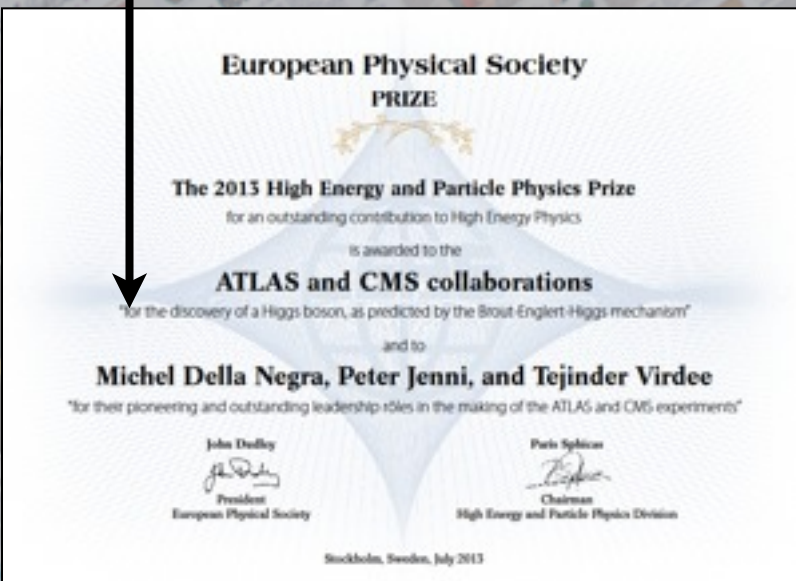 European Physical Society
PRIZE
The 2013 High Energy and Particle Physics Prize
for an outstanding contribution to High Energy Physics
is awarded to the
ATLAS and CMS collaborations
"for the discovery of a Higgs boson, as predicted by the Brout-Englert-Higgs mechanism"
and to
Michel Della Negra, Peter Jenni, and Tejinder Virdee
"for their pioneering and outstanding leadership rôles in the making of the ATLAS and CMS experiments"
John Dudley
Paris Sphicas
President
Chairman
European Physical Society
High Energy and Particle Physics Division
Stockholm, Sweden, July 2013